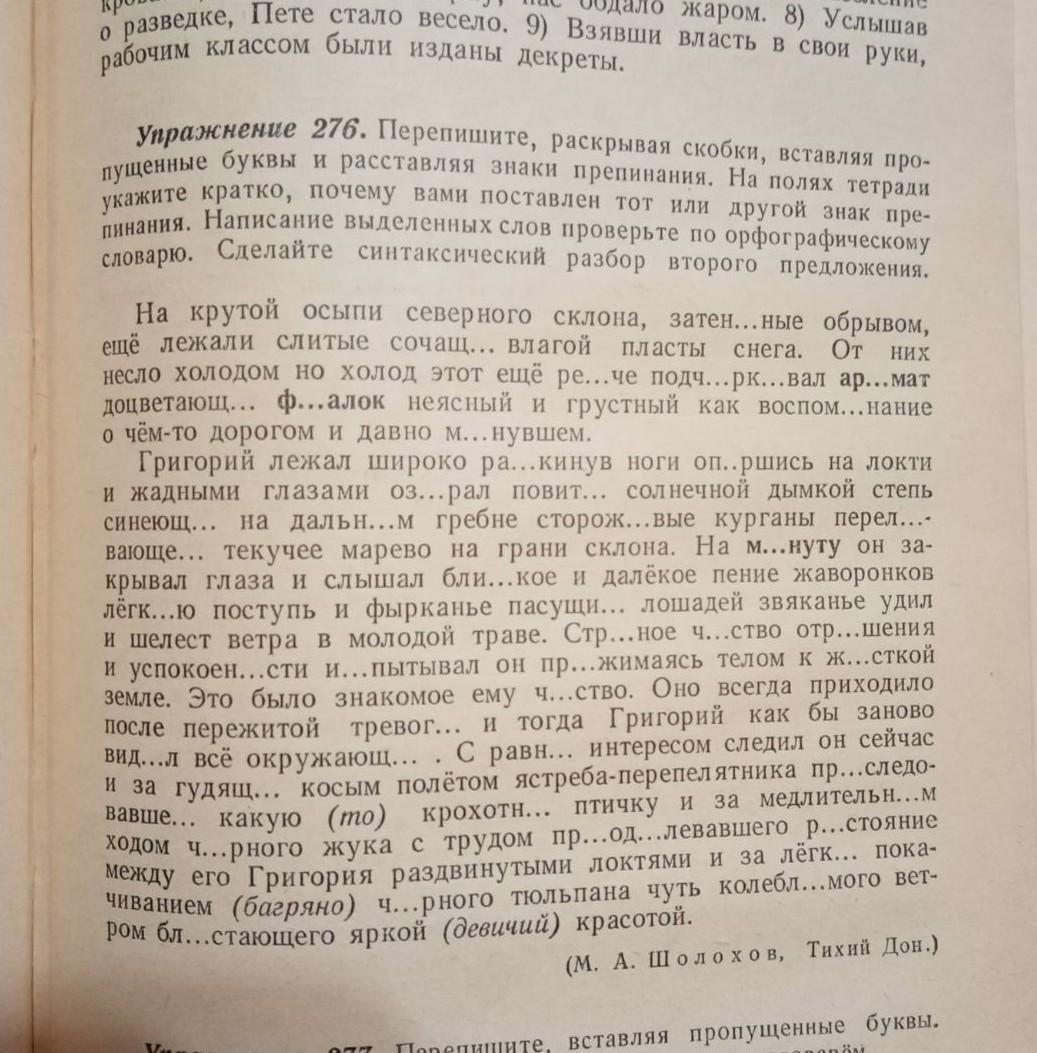 нас обдало жаром. 8) Услышав
о разведке, Пете стало весело. 9) Взявши власть в свои руки,
рабочим классом были изданы декреты.
Упражнение 276. Перепишите, раскрывая скобки, вставляя про-
пущенные буквы и расставляя знаки препинания. На полях тетради
укажите кратко, почему вами поставлен тот или другой знак пре-
пинания. Написание выделенных слов проверьте по орфографическому
словарю. Сделайте синтаксический разбор второго предложения.
На крутой осыпи северного склона, затен...ные обрывом,
ещё лежали слитые сочащ... влагой пласты снега. От них
несло холодом но холод этот ещё ре...че подч...рк...вал ар...мат
доцветающ... ф...алок неясный и грустный как воспом...нание
о чём-то дорогом и давно м...нувшем.
Григорий лежал широко ра...кинув ноги оп..ршись на локти
и жадными глазами оз...рал повит... солнечной дымкой степь
синеющ... на дальн...м гребне сторож...вые курганы перел...-
вающе... текучее марево на грани склона. На м...нуту он за-
крывал глаза и слышал бли...кое и далёкое пение жаворонков
лёгк...ю поступь и фырканье пасущи... лошадей звяканье удил
и шелест ветра в молодой траве. Стр...ное ч...ство отр...шения
и успокоен...сти и...пытывал он пр...жимаясь телом к ж...сткой
земле. Это было знакомое ему ч...ство. Оно всегда приходило
после пережитой тревог... и тогда Григорий как бы заново
вид...л всё окружающ... . С равн... интересом следил он сейчас
и за гудящ... косым полётом ястреба-перепелятника пр...следо-
вавше... какую (то) крохотн... птичку и за медлительн...м
ходом ч...рного жука с трудом пр...од...левавшего р...стояние
между его Григория раздвинутыми локтями и за лёгк... пока-
чиванием (багряно) ч...рного тюльпана чуть колебл...мого вет-
ром бл...стающего яркой (девичий) красотой.
(М. А. Шолохов, Тихий Дон.)
277. Перепишите, вставляя пропущенные буквы.